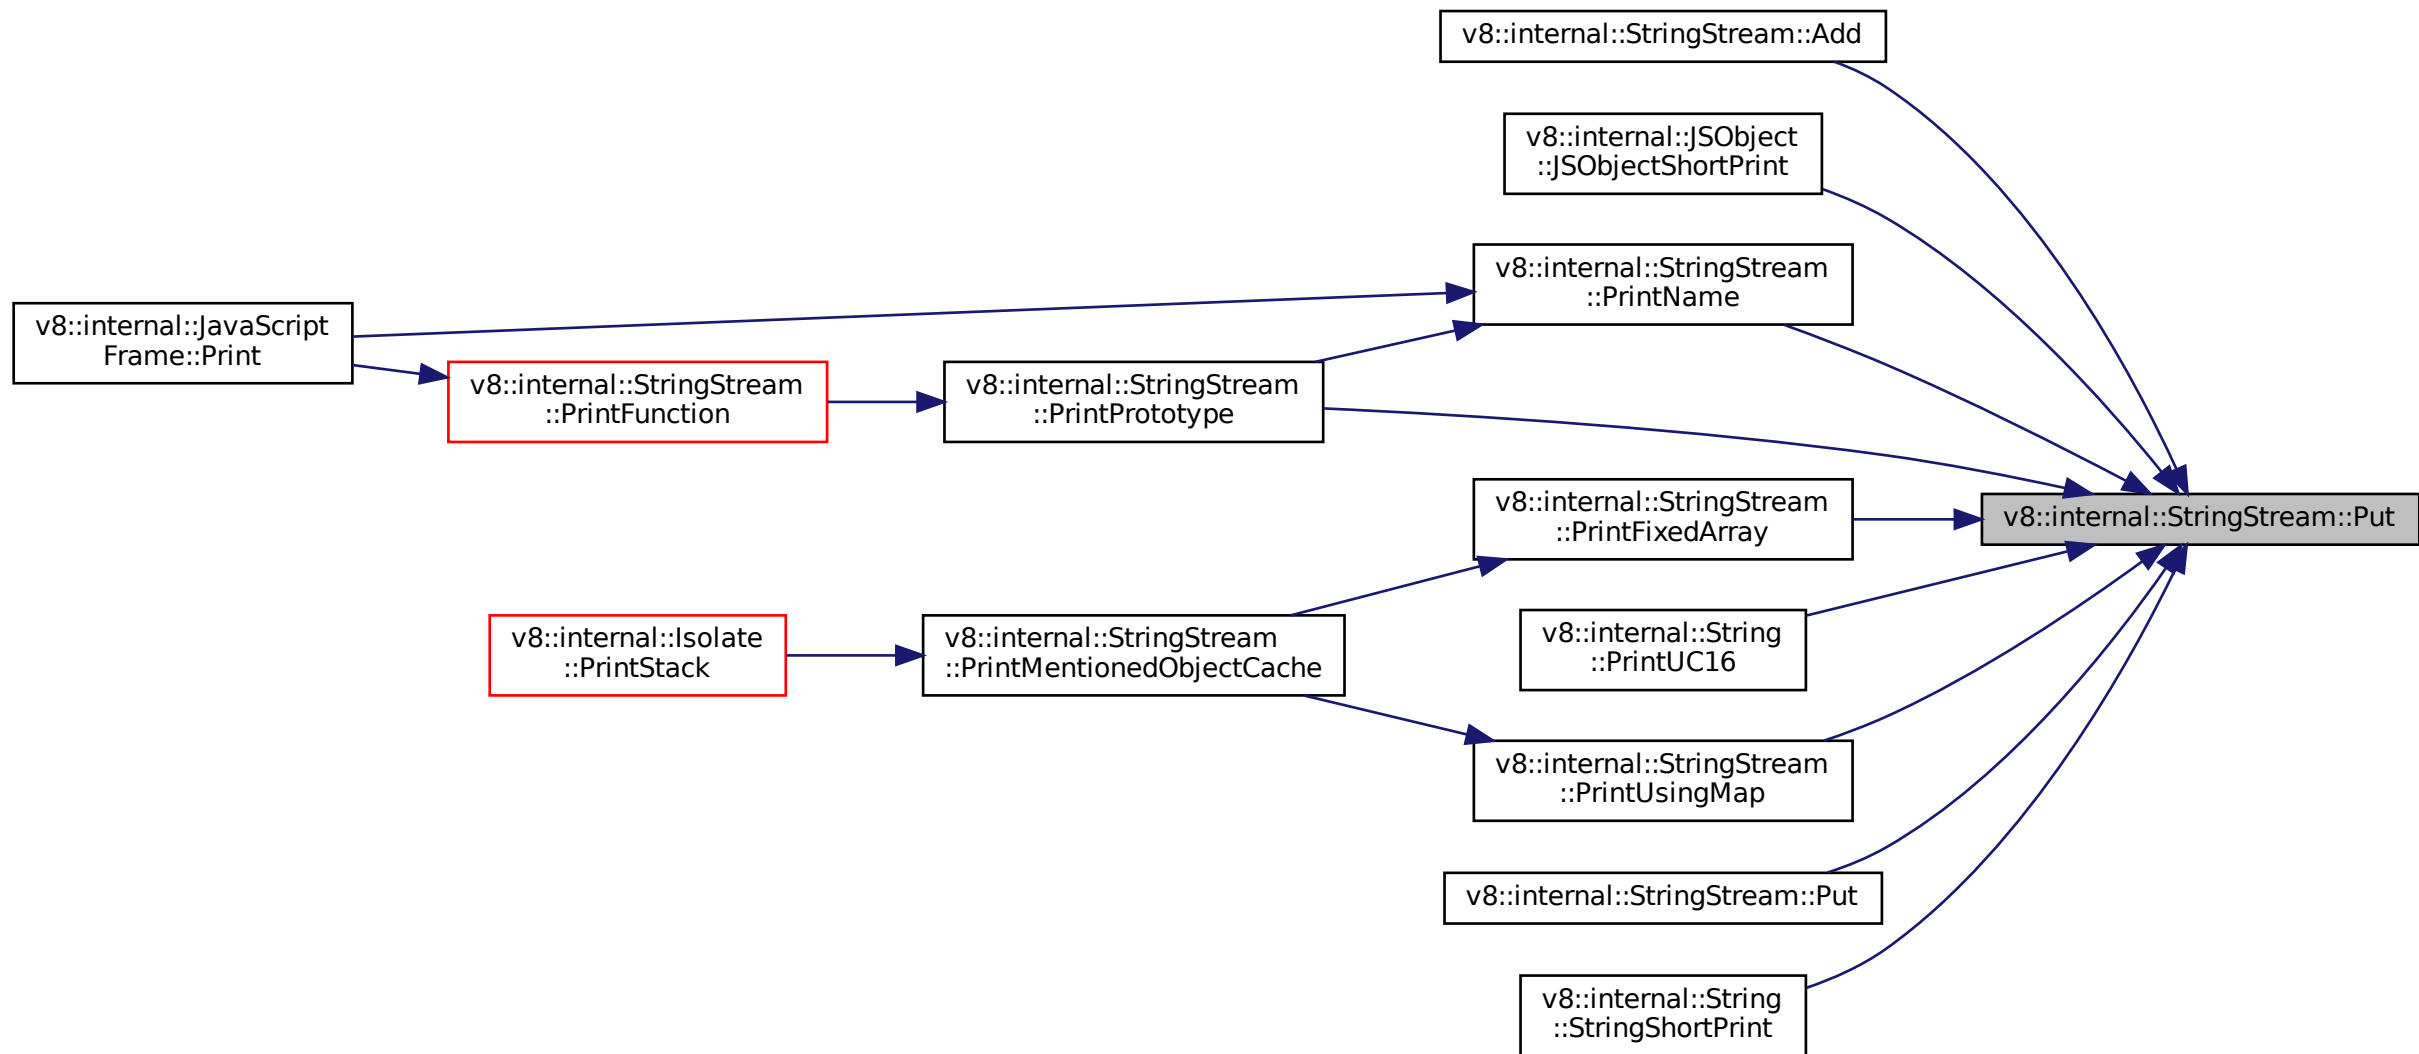 v8::internal::StringStream::Add
v8::internal::JSObject
::JSObjectShortPrint
v8::internal::StringStream
::PrintName
v8::internal::JavaScript
Frame::Print
v8::internal::StringStream
::PrintFunction
v8::internal::StringStream
::PrintPrototype
v8::internal::StringStream
::PrintFixedArray
v8::internal::StringStream::Put
v8::internal::String
::PrintUC16
v8::internal::Isolate
::PrintStack
v8::internal::StringStream
::PrintMentionedObjectCache
v8::internal::StringStream
::PrintUsingMap
v8::internal::StringStream::Put
v8::internal::String
::StringShortPrint